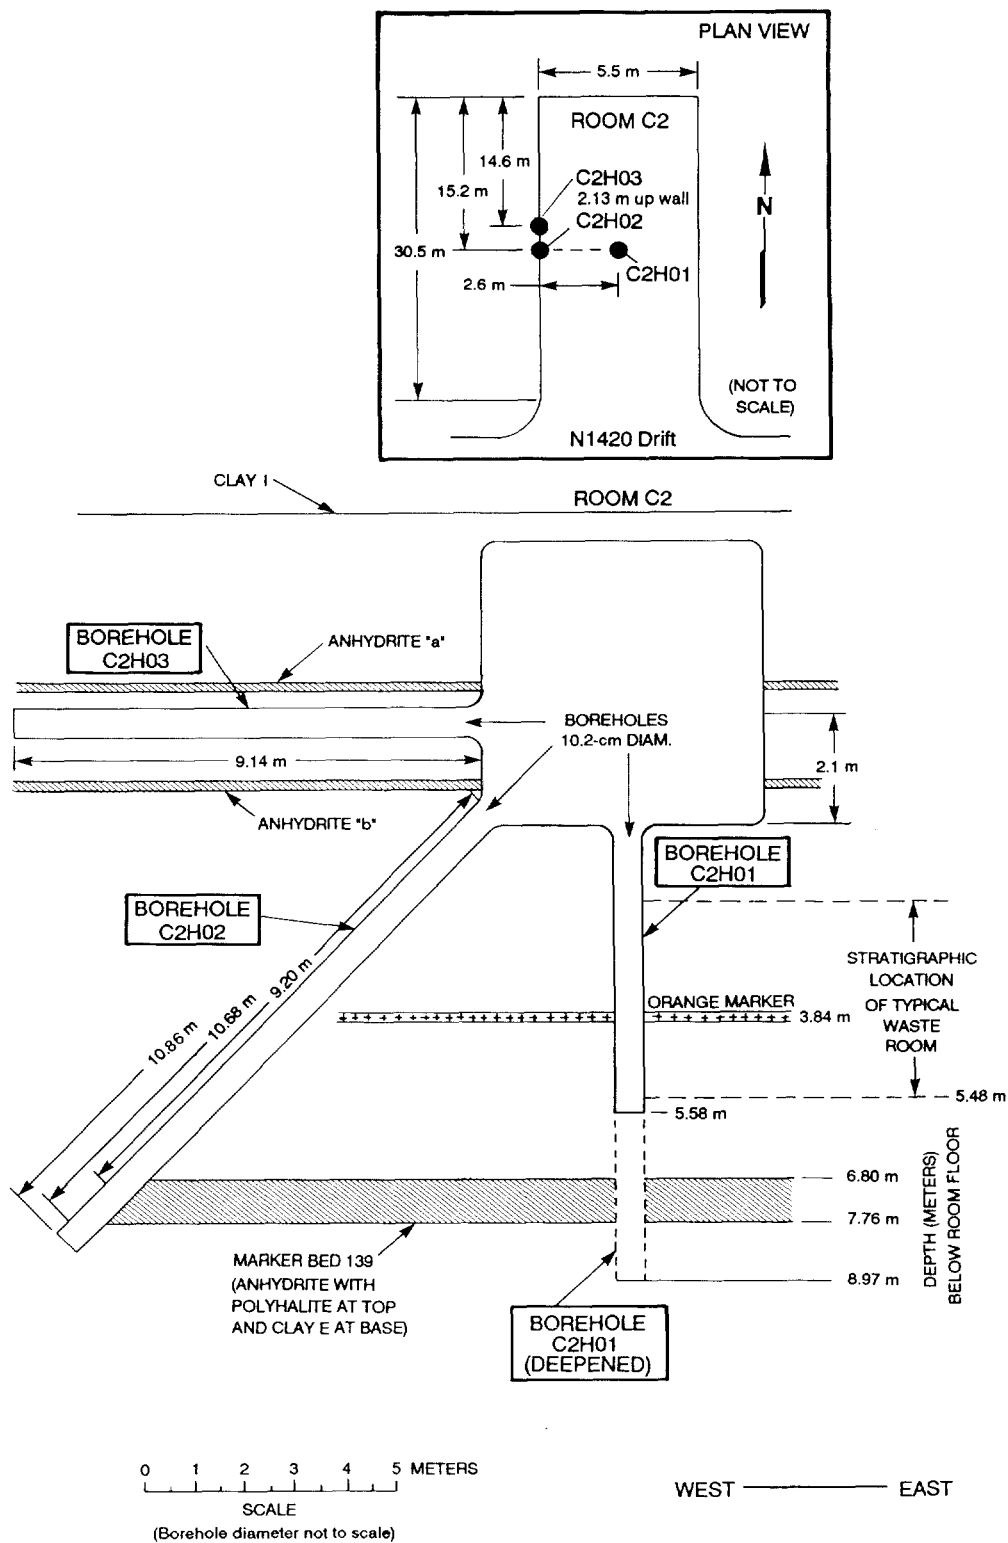 PLAN VIEW
5.5 m
ROOM C2
14.6 m
C2H03
15.2 m
2.13 m up wall
C2H02
N
30.5 m
C2H01
2.6 m
(NOT TO
SCALE)
N1420 Drift
CLAY I
ROOM C2
BOREHOLE
C2H03
ANHYDRITE "a"
BOREHOLES
10.2-cm DIAM.
9.14 m
2.1 m
ANHYDRITE "b"
BOREHOLE
C2H01
BOREHOLE
C2H02
STRATIGRAPHIC
LOCATION
OF TYPICAL
WASTE
ROOM
9.20 m
10.68 m
10.86 m
ORANGE MARKER
3.84 m
5.48 m
5.58 m
6.80 m
7.76 m
8.97 m
DEPTH (METERS)
BELOW ROOM FLOOR
MARKER BED 139
(ANHYDRITE WITH
POLYHALITE AT TOP
AND CLAY E AT BASE)
BOREHOLE
C2H01
(DEEPENED)
0 1 2 3 4 5 METERS
SCALE
(Borehole diameter not to scale)
WEST EAST